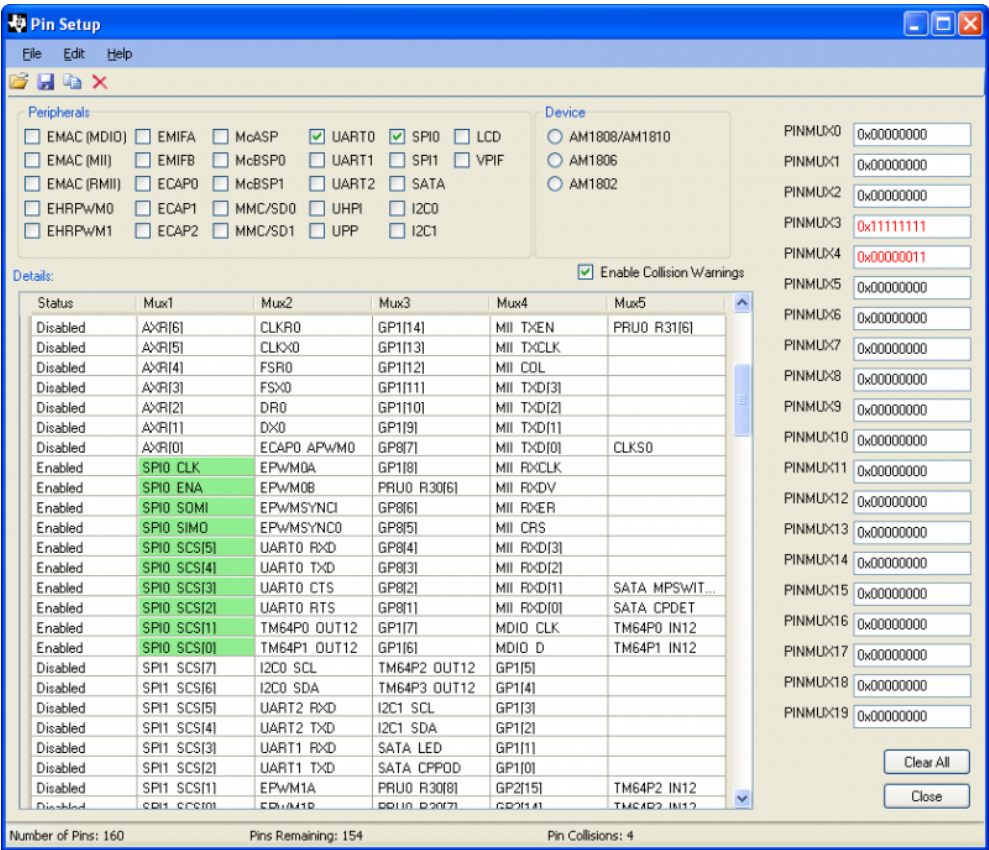 Pin Setup
File Edit Help
Peripherals
EMAC (MDIO) EMIFA McASP UART0 SPI0 LCD
EMAC (MII) EMIFB McBSP0 UART1 SPI1 VPIF
EMAC (RMII) ECAP0 McBSP1 UART2 SATA
EHRPWM0 ECAP1 MMC/SD0 UHPI I2C0
EHRPWM1 ECAP2 MMC/SD1 UPP I2C1
Device
AM1808/AM1810
AM1806
AM1802
Details:
Enable Collision Warnings
Status Mux1 Mux2 Mux3 Mux4 Mux5
Disabled AXR[6] CLKR0 GP1[14] MII TXEN PRU0 R31[6]
Disabled AXR[5] CLKX0 GP1[13] MII TXCLK
Disabled AXR[4] FSR0 GP1[12] MII COL
Disabled AXR[3] FSX0 GP1[11] MII TXD[3]
Disabled AXR[2] DR0 GP1[10] MII TXD[2]
Disabled AXR[1] DX0 GP1[9] MII TXD[1]
Disabled AXR[0] ECAP0 APWM0 GP8[7] MII TXD[0] CLKS0
Enabled SPI0 CLK EPWM0A GP1[8] MII RXCLK
Enabled SPI0 ENA EPWM0B PRU0 R30[6] MII RXDV
Enabled SPI0 SOMI EPWMSYNCI GP8[6] MII RXER
Enabled SPI0 SIMO EPWMSYNC0 GP8[5] MII CRS
Enabled SPI0 SCS[5] UART0 RXD GP8[4] MII RXD[3]
Enabled SPI0 SCS[4] UART0 TXD GP8[3] MII RXD[2]
Enabled SPI0 SCS[3] UART0 CTS GP8[2] MII RXD[1] SATA MPSWIT...
Enabled SPI0 SCS[2] UART0 RTS GP8[1] MII RXD[0] SATA CPDET
Enabled SPI0 SCS[1] TM64P0 OUT12 GP1[7] MDIO CLK TM64P0 IN12
Enabled SPI0 SCS[0] TM64P1 OUT12 GP1[6] MDIO D TM64P1 IN12
Disabled SPI1 SCS[7] I2C0 SCL TM64P2 OUT12 GP1[5]
Disabled SPI1 SCS[6] I2C0 SDA TM64P3 OUT12 GP1[4]
Disabled SPI1 SCS[5] UART2 RXD I2C1 SCL GP1[3]
Disabled SPI1 SCS[4] UART2 TXD I2C1 SDA GP1[2]
Disabled SPI1 SCS[3] UART1 RXD SATA LED GP1[1]
Disabled SPI1 SCS[2] UART1 TXD SATA CPPOD GP1[0]
Disabled SPI1 SCS[1] EPWM1A PRU0 R30[8] GP2[15] TM64P2 IN12
Disabled SPI1 SCS[0] EPWM1B PRU0 R30[7] GP2[14] TM64P3 IN12
PINMUX0 0x00000000
PINMUX1 0x00000000
PINMUX2 0x00000000
PINMUX3 0x11111111
PINMUX4 0x00000011
PINMUX5 0x00000000
PINMUX6 0x00000000
PINMUX7 0x00000000
PINMUX8 0x00000000
PINMUX9 0x00000000
PINMUX10 0x00000000
PINMUX11 0x00000000
PINMUX12 0x00000000
PINMUX13 0x00000000
PINMUX14 0x00000000
PINMUX15 0x00000000
PINMUX16 0x00000000
PINMUX17 0x00000000
PINMUX18 0x00000000
PINMUX19 0x00000000
Clear All
Close
Number of Pins: 160 Pins Remaining: 154 Pin Collisions: 4